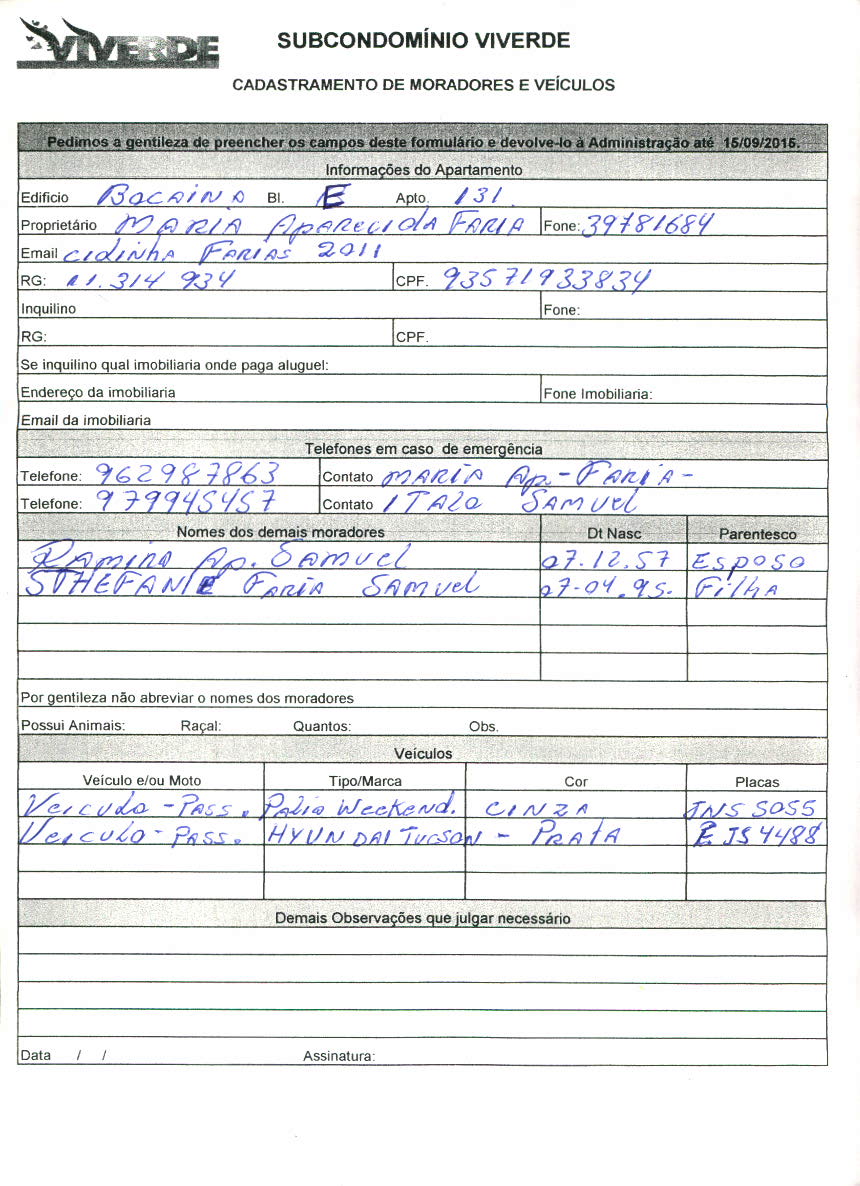 VIVERDE
SUBCONDOMÍNIO VIVERDE
CADASTRAMENTO DE MORADORES E VEÍCULOS
Pedimos a gentileza de preencher os campos deste formulário e devolve-lo à Administração até 15/09/2015.
Informações do Apartamento
Edificio BOCAINA Bl. E Apto. 131.
Proprietário MARIA APARECIDA FARIA Fone: 39781684
Email cidinha FARIAS 2011
RG: 11.314 934 CPF. 93571933834
Inquilino Fone:
RG: CPF.
Se inquilino qual imobiliaria onde paga aluguel:
Endereço da imobiliaria Fone Imobiliaria:
Email da imobiliaria
Telefones em caso de emergência
Telefone: 962987863 Contato MARIA Ap. - FARIA -
Telefone: 979945457 Contato ITALO SAMUEL
Nomes dos demais moradores Dt Nasc Parentesco
RAMIRO Ap. SAMUEL 07.12.57 ESPOSO
STHEFANE FARIA SAMUEL 07-04.95. Filha
Por gentileza não abreviar o nomes dos moradores
Possui Animais: Raçal: Quantos: Obs.
Veículos
Veículo e/ou Moto Tipo/Marca Cor Placas
Veiculo - PASS. Palio Weekend. CINZA JNS 5055
Veiculo - PASS. HYUNDAI TUCSON - PRATA EJS 4488
Demais Observações que julgar necessário
Data / / Assinatura: